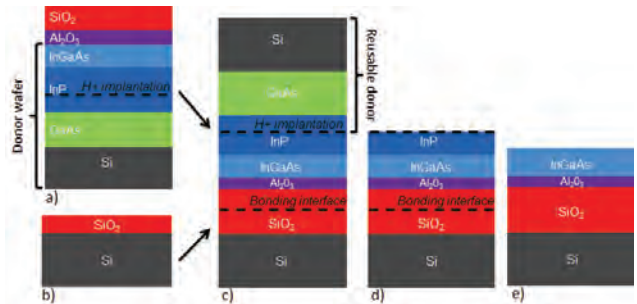 SiO₂
Al₂O₃
InGaAs
H+ implantation
InP
GaAs
Si
Donor wafer
a)
SiO₂
Si
b)
Si
GaAs
H+ implantation
InP
InGaAs
Al₂O₃
Bonding interface
SiO₂
Si
c)
Reusable donor
InP
InGaAs
Al₂O₃
Bonding interface
SiO₂
Si
d)
InGaAs
Al₂O₃
SiO₂
Si
e)